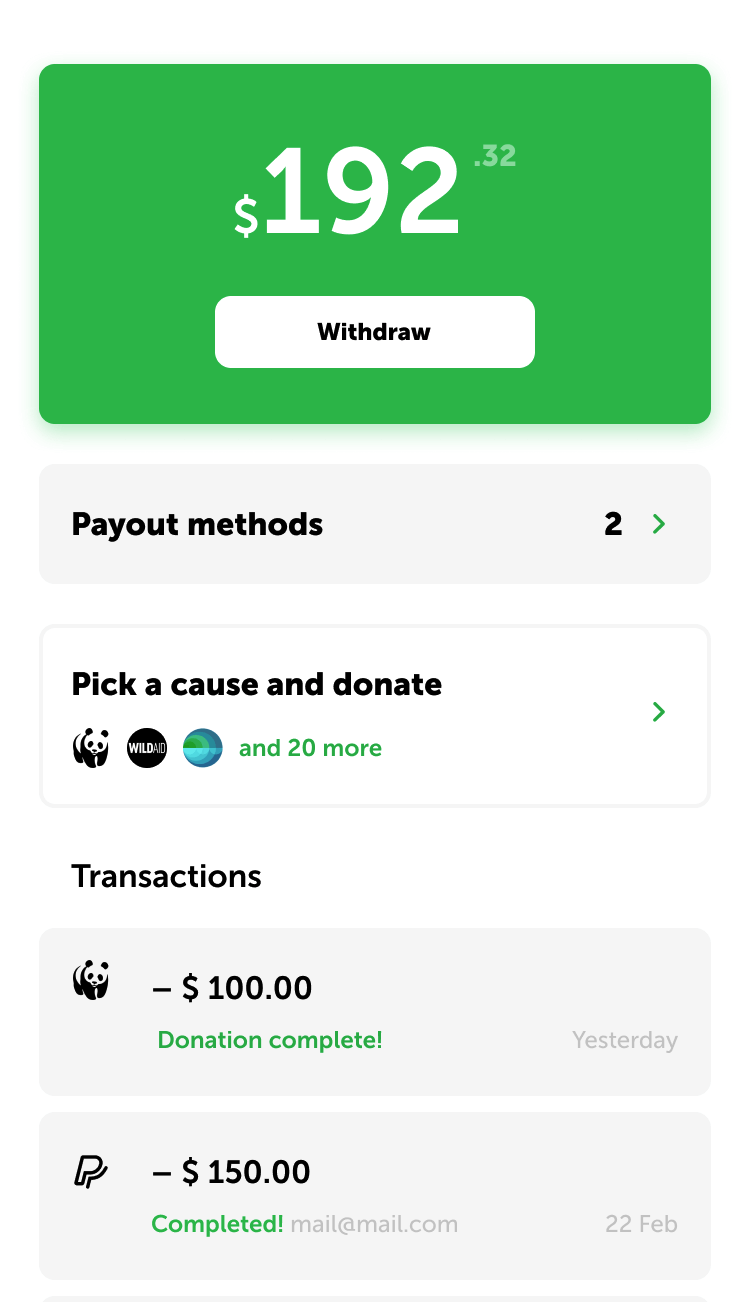 $192.32
Withdraw
Payout methods 2
Pick a cause and donate
WILDAID and 20 more
Transactions
– $ 100.00
Donation complete! Yesterday
– $ 150.00
Completed! mail@mail.com 22 Feb